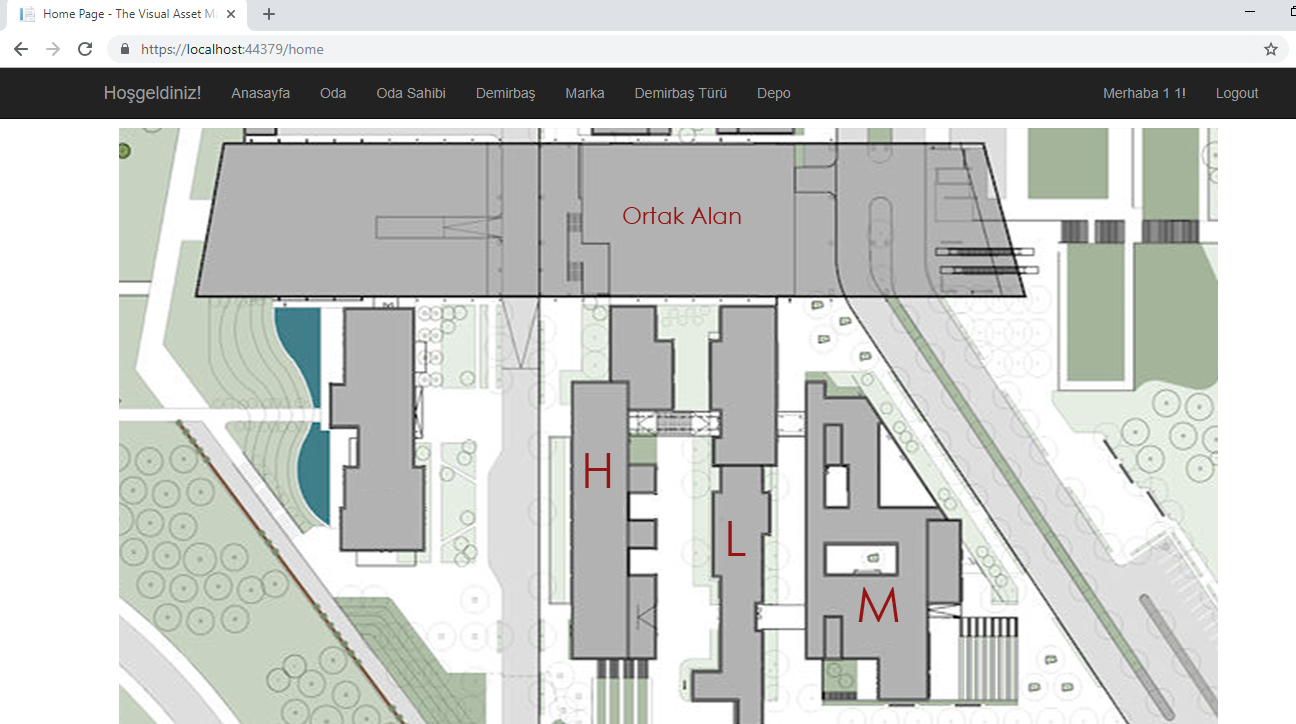 Home Page - The Visual Asset M
https://localhost:44379/home
Hoşgeldiniz! Anasayfa Oda Oda Sahibi Demirbaş Marka Demirbaş Türü Depo Merhaba 1 1! Logout
Ortak Alan
H
L
M